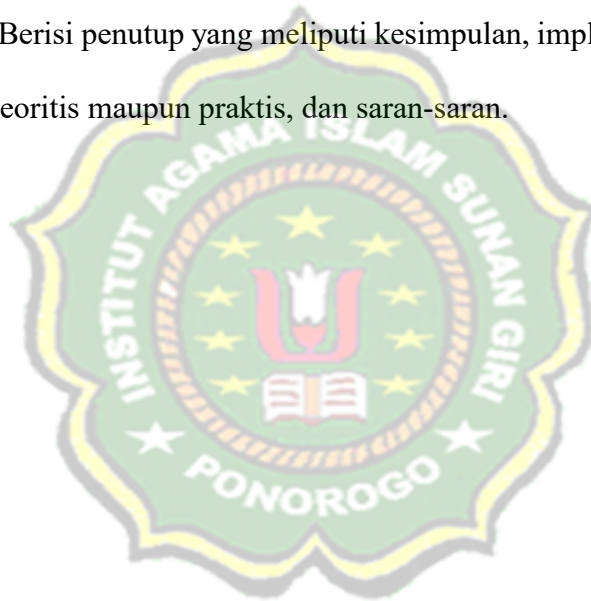 Berisi penutup yang meliputi kesimpulan, impl
eoritis maupun praktis, dan saran-saran.
INSTITUT AGAMA ISLAM SUNAN GIRI
PONOROGO